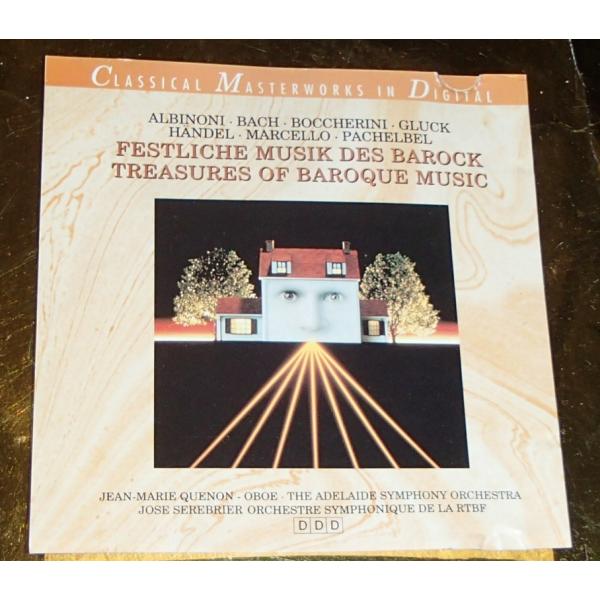 CLASSICAL MASTERWORKS IN DIGITAL
ALBINONI · BACH · BOCCHERINI · GLUCK
HÄNDEL · MARCELLO · PACHELBEL
FESTLICHE MUSIK DES BAROCK
TREASURES OF BAROQUE MUSIC
JEAN-MARIE QUENON - OBOE · THE ADELAIDE SYMPHONY ORCHESTRA
JOSE SEREBRIER ORCHESTRE SYMPHONIQUE DE LA RTBF
DDD